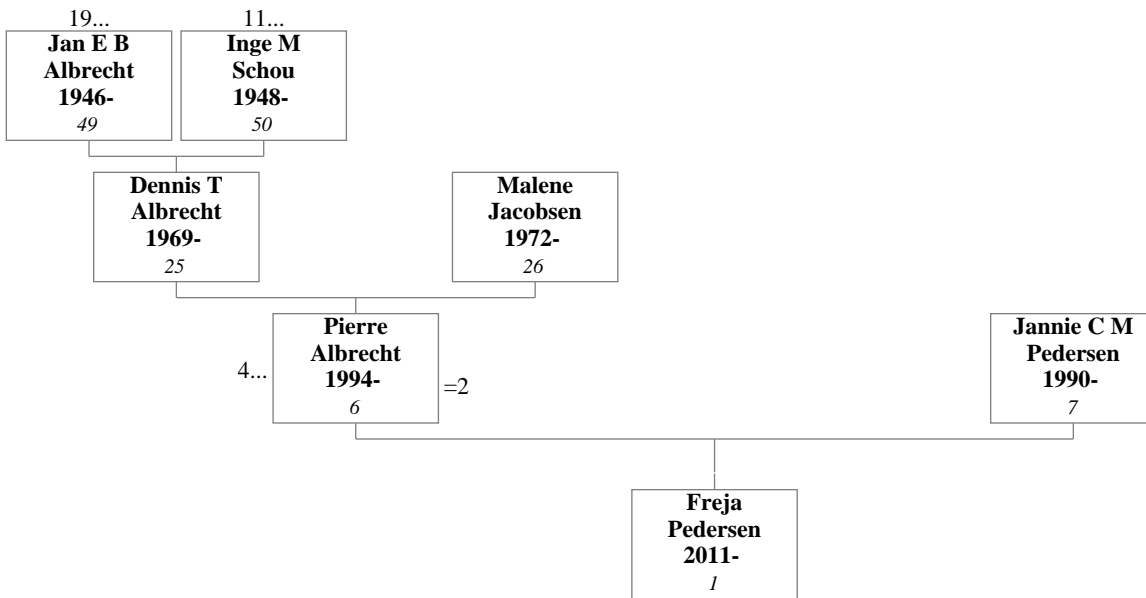 19...
11...
Jan E B
Albrecht
1946-
49
Inge M
Schou
1948-
50
Dennis T
Albrecht
1969-
25
Malene
Jacobsen
1972-
26
4...
Pierre
Albrecht
1994-
6
=2
Jannie C M
Pedersen
1990-
7
Freja
Pedersen
2011-
1